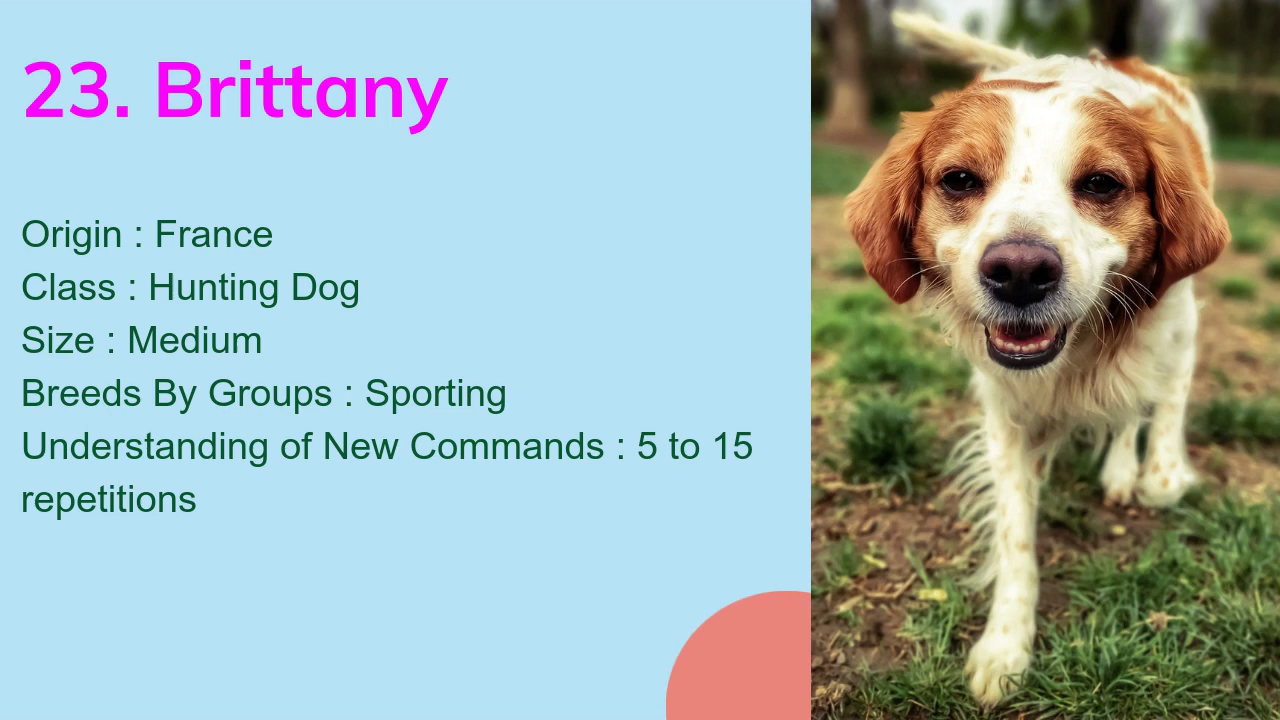 23. Brittany
Origin : France
Class : Hunting Dog
Size : Medium
Breeds By Groups : Sporting
Understanding of New Commands : 5 to 15
repetitions